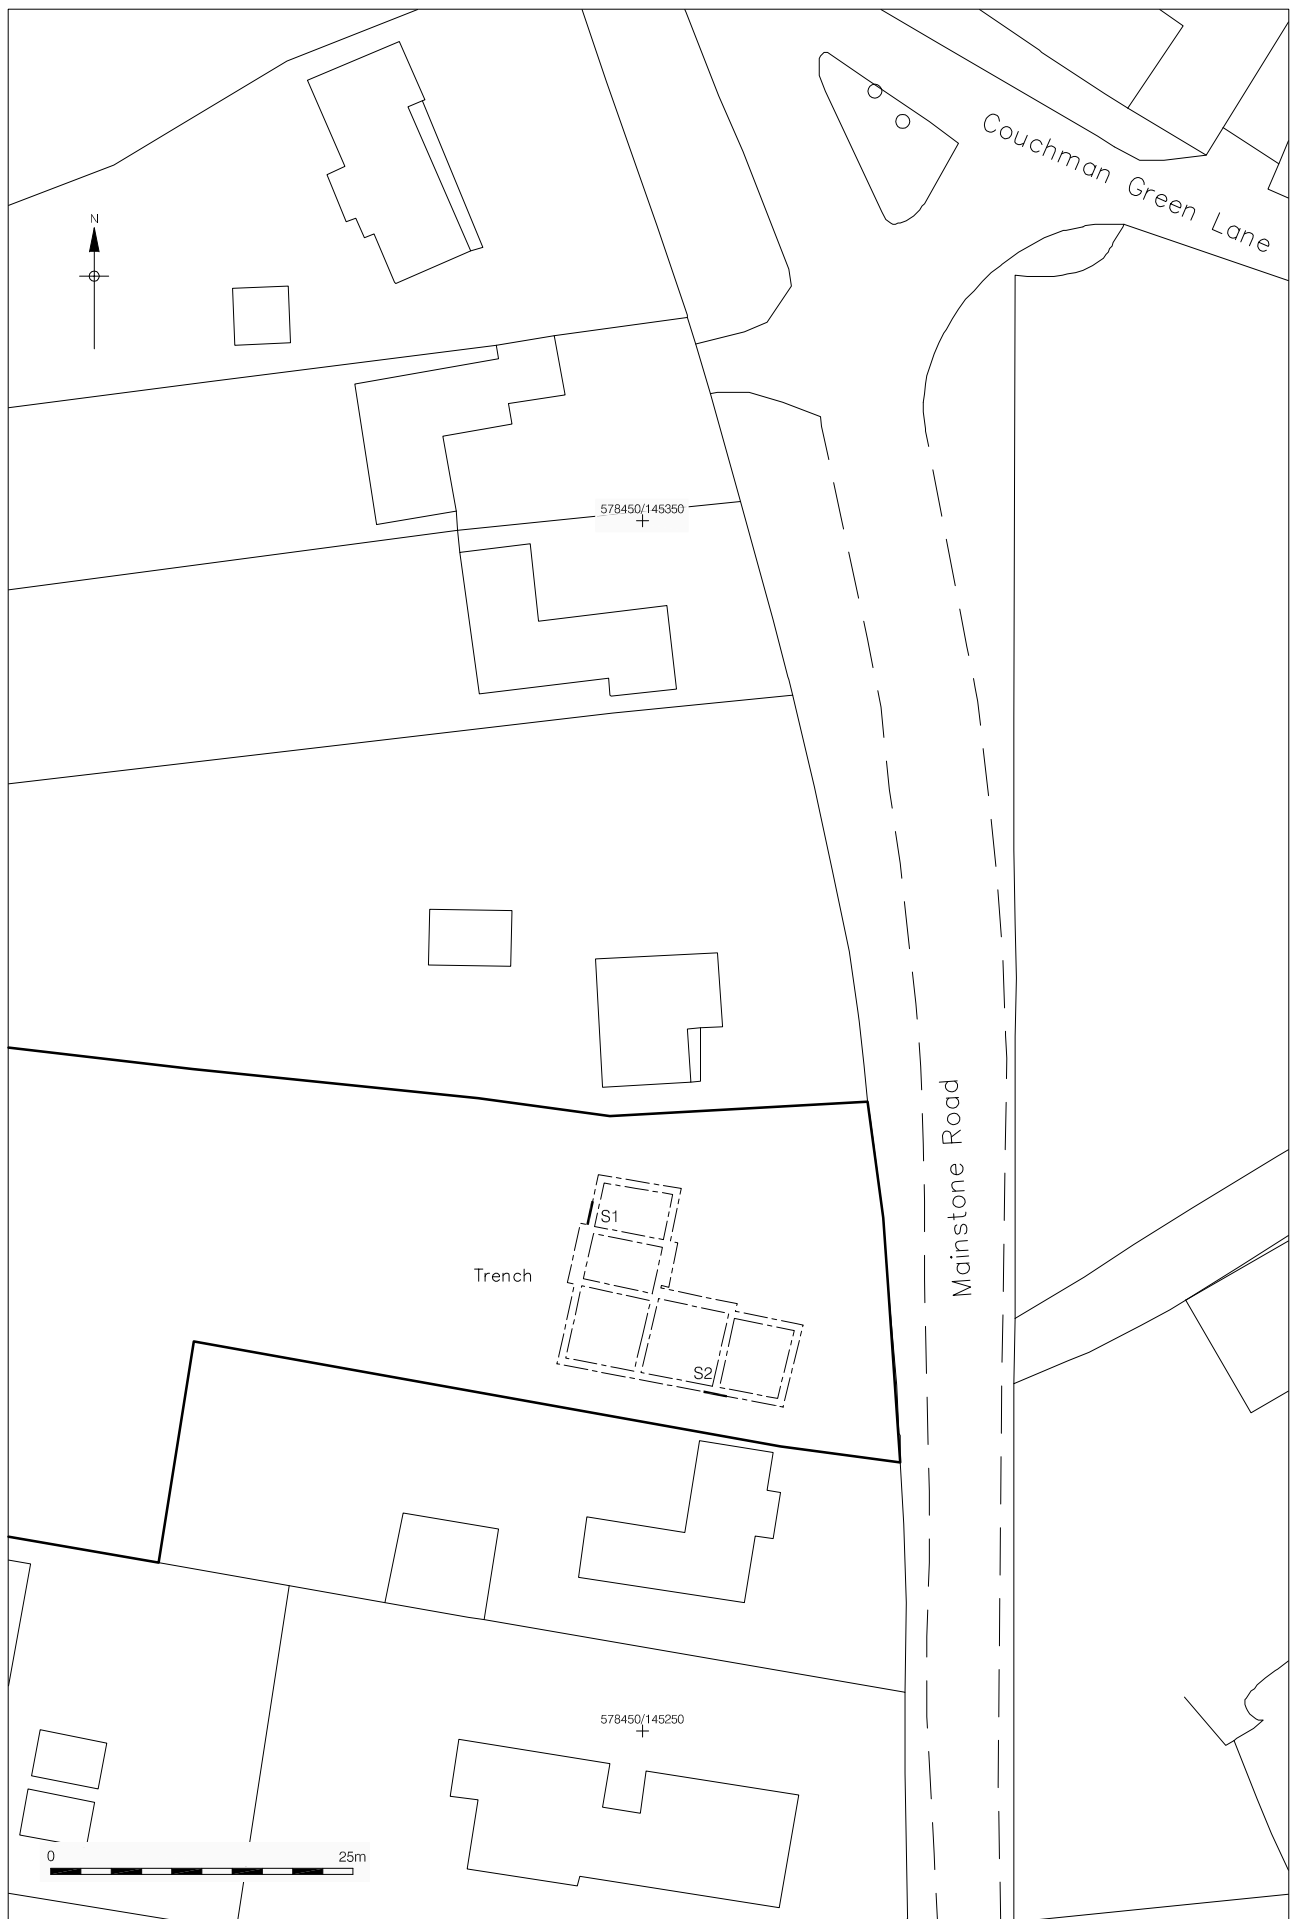 Couchman Green Lane
N
578450/145350
Mainstone Road
S1
Trench
S2
578450/145250
0 25m